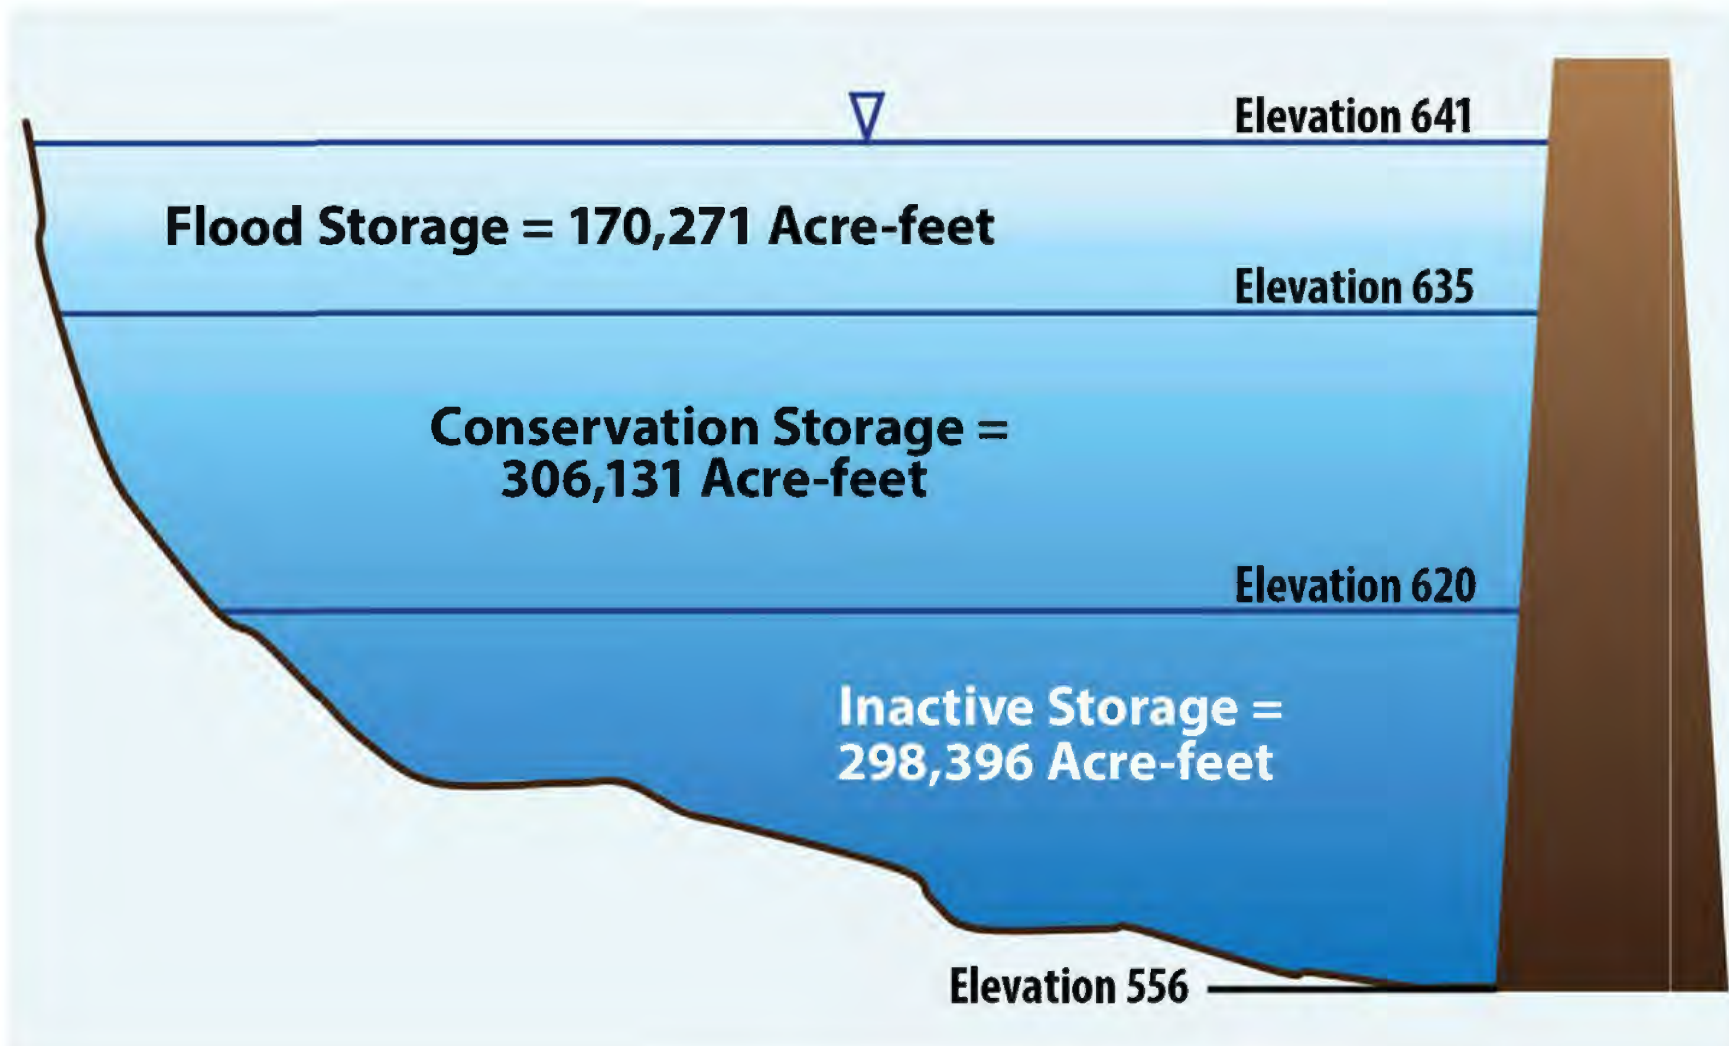 Elevation 641
Flood Storage = 170,271 Acre-feet
Elevation 635
Conservation Storage =
306,131 Acre-feet
Elevation 620
Inactive Storage =
298,396 Acre-feet
Elevation 556